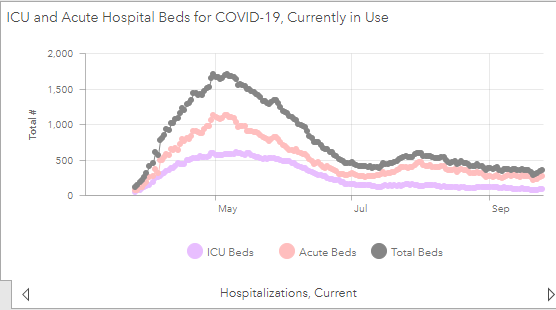 ICU and Acute Hospital Beds for COVID-19, Currently in Use
2,000
1,500
1,000
500
0
Total #
May
Jul
Sep
ICU Beds
Acute Beds
Total Beds
Hospitalizations, Current